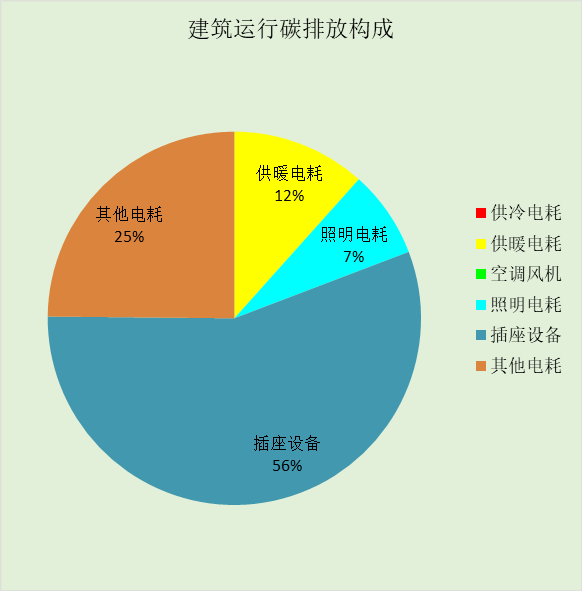 建筑运行碳排放构成
供暖电耗
12%
照明电耗
7%
其他电耗
25%
插座设备
56%
供冷电耗
供暖电耗
空调风机
照明电耗
插座设备
其他电耗